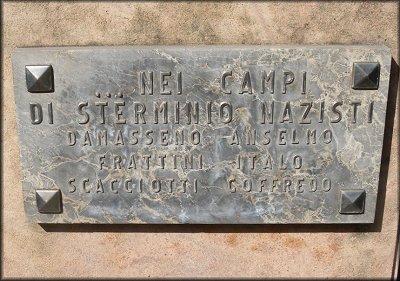 ... NEI CAMPI
DI STERMINIO NAZISTI
DAMASSENO ANSELMO
FRATTINI ITALO
SCACCIOTTI GOFFREDO